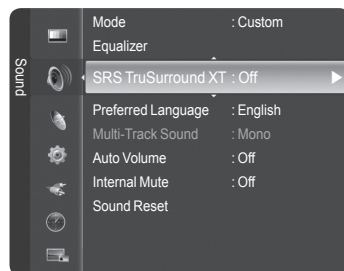 Sound
Mode : Custom
Equalizer
SRS TruSurround XT : Off
Preferred Language : English
Multi-Track Sound : Mono
Auto Volume : Off
Internal Mute : Off
Sound Reset